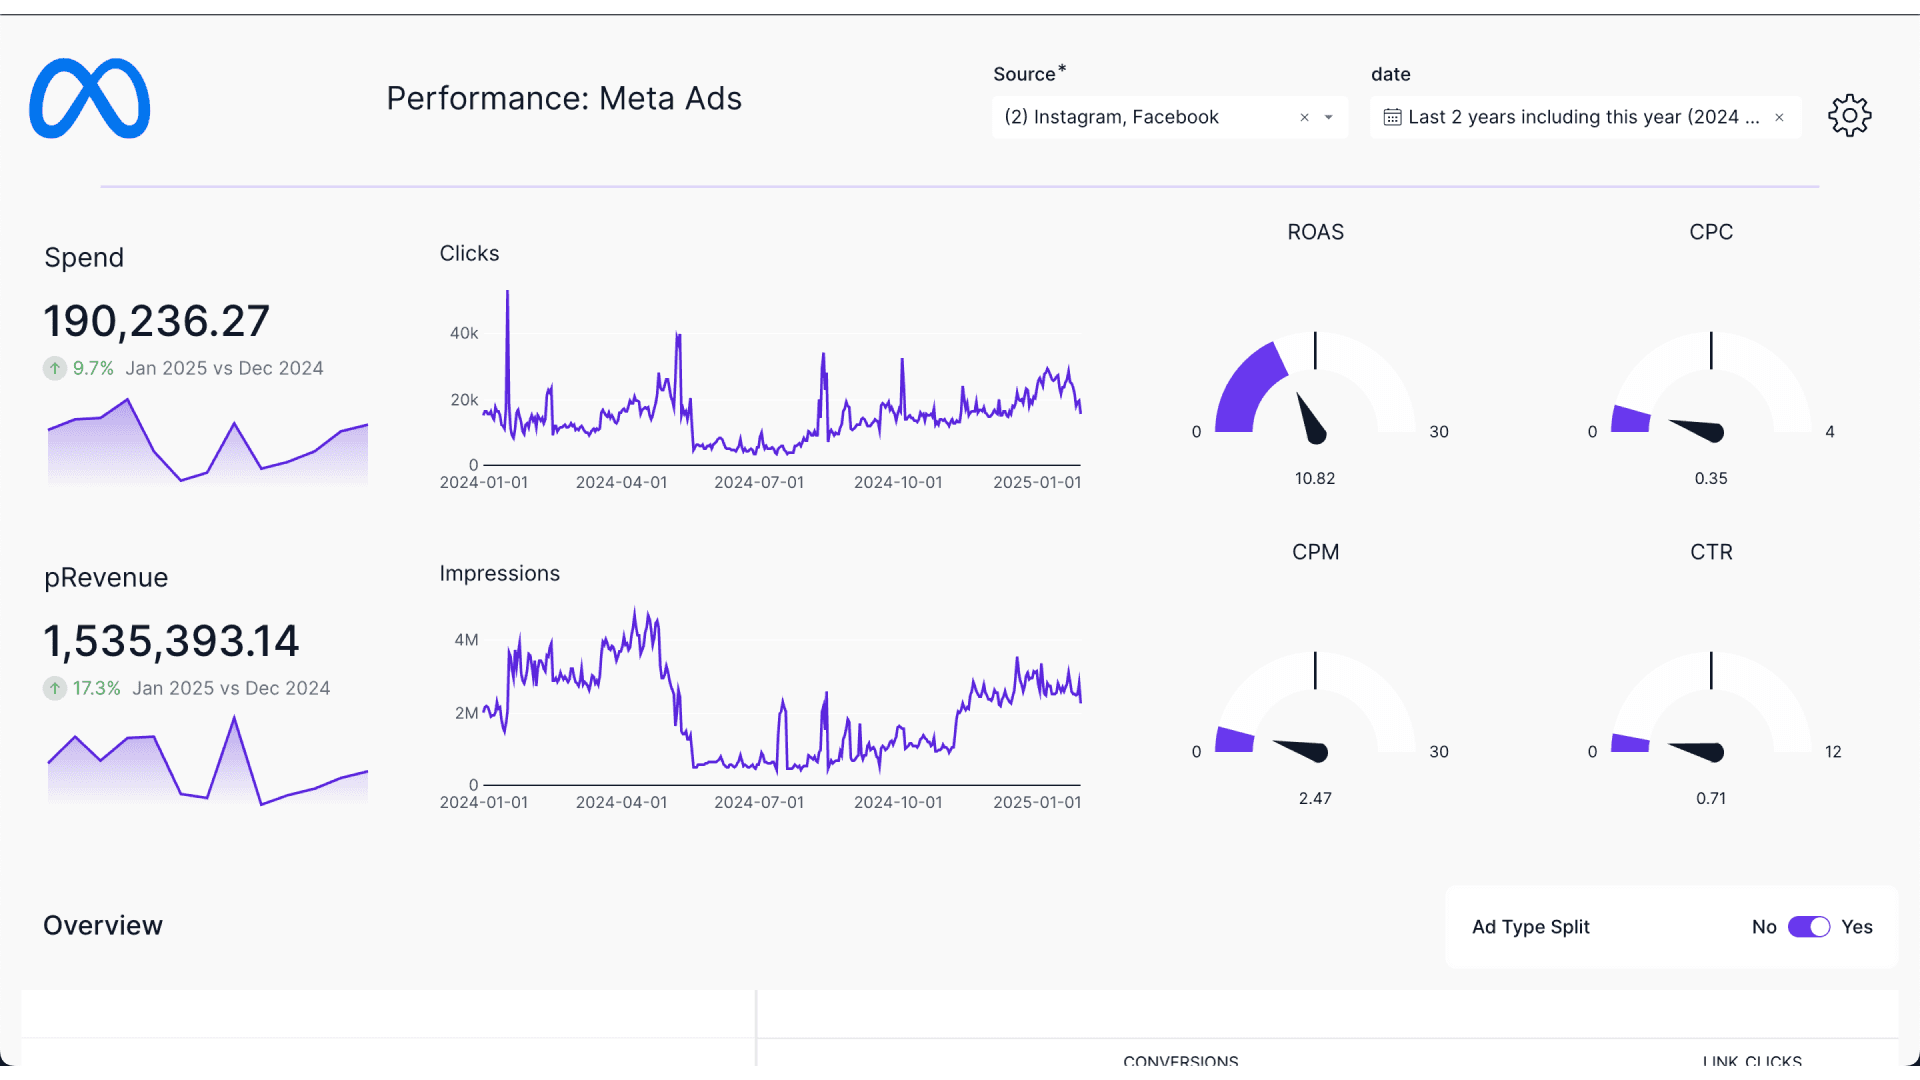 Performance: Meta Ads
Source*
(2) Instagram, Facebook
date
Last 2 years including this year (2024 ...
Spend
190,236.27
9.7% Jan 2025 vs Dec 2024
Clicks
40k
20k
0
2024-01-01 2024-04-01 2024-07-01 2024-10-01 2025-01-01
ROAS
0 30
10.82
CPC
0 4
0.35
pRevenue
1,535,393.14
17.3% Jan 2025 vs Dec 2024
Impressions
4M
2M
0
2024-01-01 2024-04-01 2024-07-01 2024-10-01 2025-01-01
CPM
0 30
2.47
CTR
0 12
0.71
Overview
Ad Type Split
No Yes
CONVERSIONS LINK CLICKS